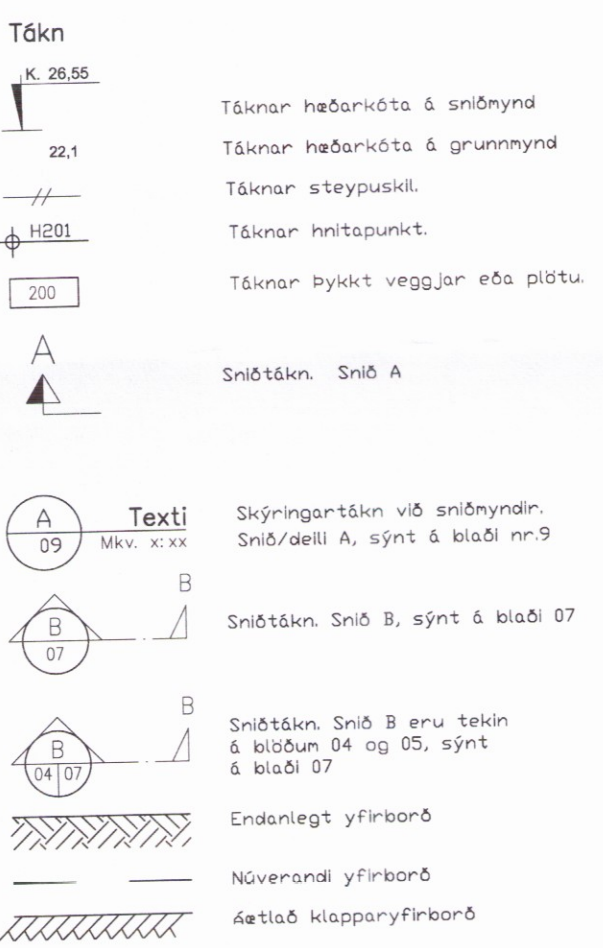 Tákn
K. 26,55
Táknar hæðarkóta á sniðmynd
22,1
Táknar hæðarkóta á grunnmynd
Táknar steypuskil.
H201
Táknar hnitapunkt.
200
Táknar þykkt veggjar eða plötu.
A
Sniðtákn. Snið A
A
09
Texti
Mkv. x:xx
Skýringartákn við sniðmyndir.
Snið/deili A, sýnt á blaði nr.9
B
07
B
Sniðtákn. Snið B, sýnt á blaði 07
B
04 07
B
Sniðtákn. Snið B eru tekin
á blöðum 04 og 05, sýnt
á blaði 07
Endanlegt yfirborð
Núverandi yfirborð
Áætlað klapparyfirborð